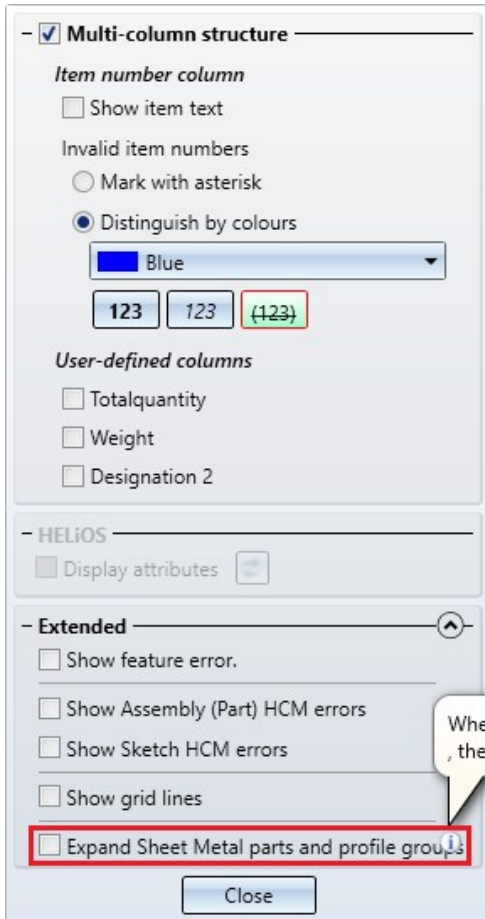 Multi-column structure
Item number column
Show item text
Invalid item numbers
Mark with asterisk
Distinguish by colours
Blue
123 123 (123)
User-defined columns
Totalquantity
Weight
Designation 2
HELiOS
Display attributes
Extended
Show feature error.
Show Assembly (Part) HCM errors
Show Sketch HCM errors
, the
Show grid lines
Expand Sheet Metal parts and profile groups
Close